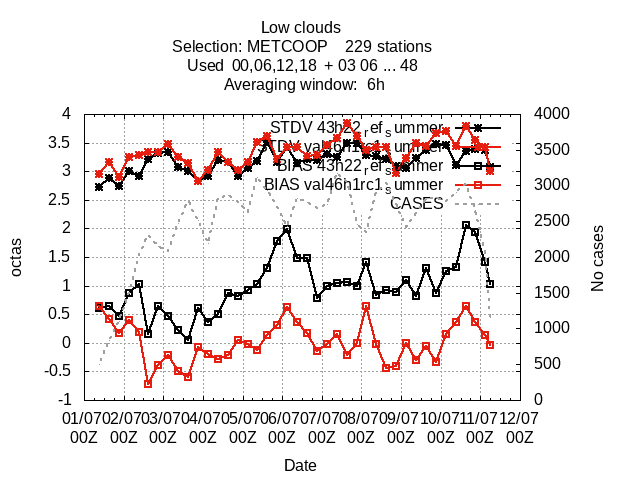 Low clouds
Selection: METCOOP 229 stations
Used 00,06,12,18 + 03 06 ... 48
Averaging window: 6h
4 4000
STDV 43h22_ref_summer
3.5 3500
STDV val46h1rc1_summer
BIAS 43h22_ref_summer
3 3000
BIAS val46h1rc1_summer
CASES
2.5 2500
2 2000
1.5 1500
1 1000
0.5
0 500
-0.5
-1 0
octas
No cases
01/07 02/07 03/07 04/07 05/07 06/07 07/07 08/07 09/07 10/07 11/07 12/07
00Z 00Z 00Z 00Z 00Z 00Z 00Z 00Z 00Z 00Z 00Z 00Z
Date